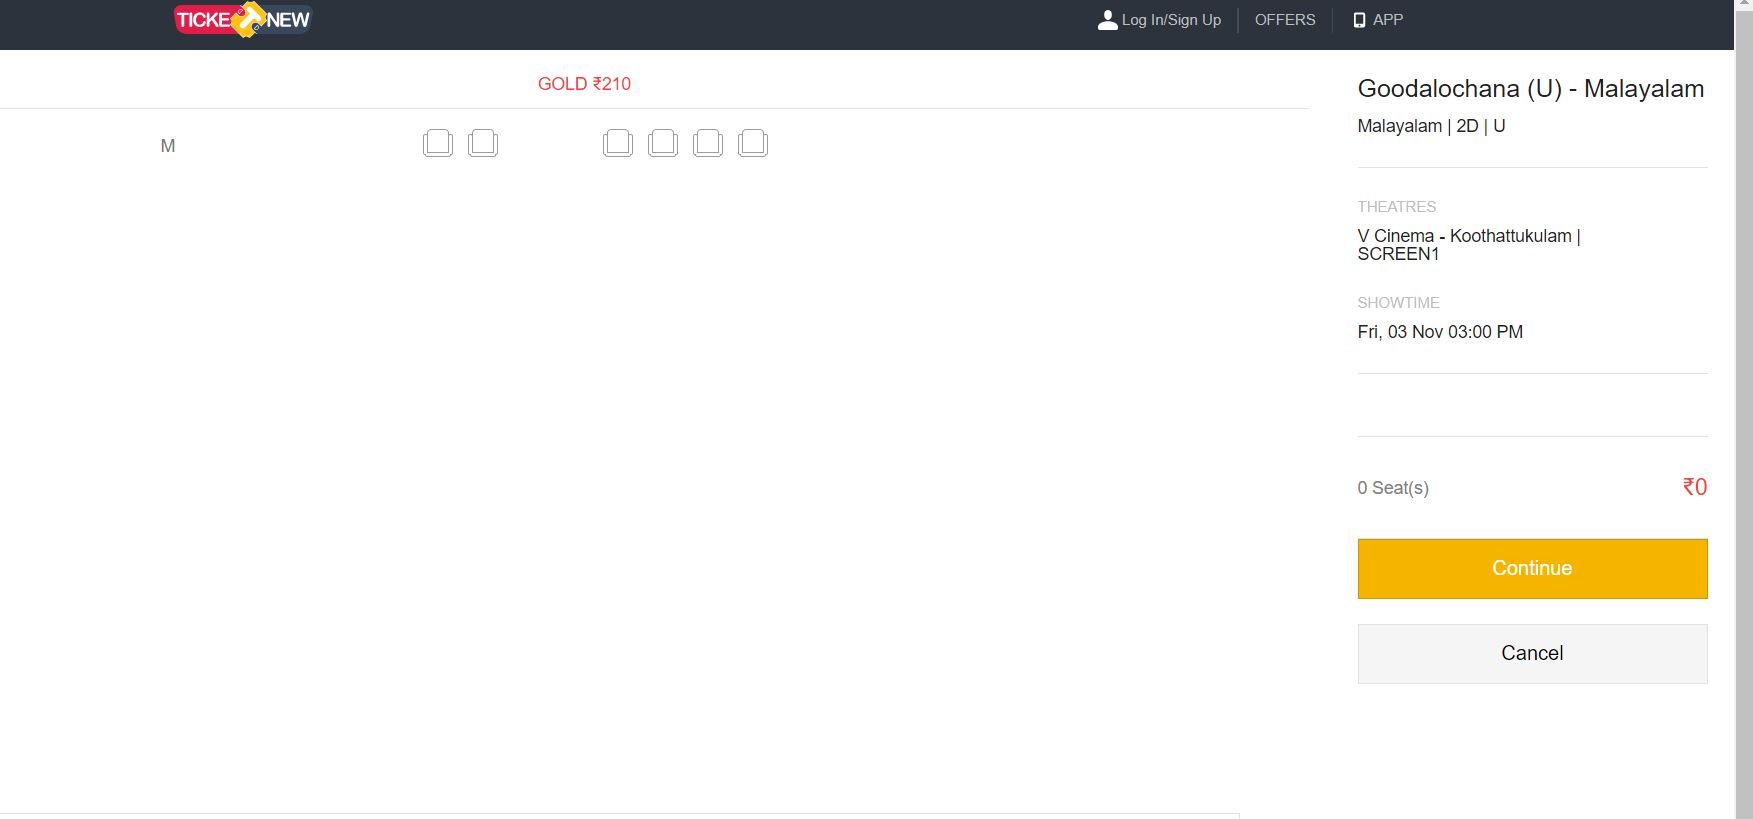 TICKETNEW
Log In/Sign Up
OFFERS
APP
GOLD ₹210
M
Goodalochana (U) - Malayalam
Malayalam | 2D | U
THEATRES
V Cinema - Koothattukulam |
SCREEN1
SHOWTIME
Fri, 03 Nov 03:00 PM
0 Seat(s)
₹0
Continue
Cancel